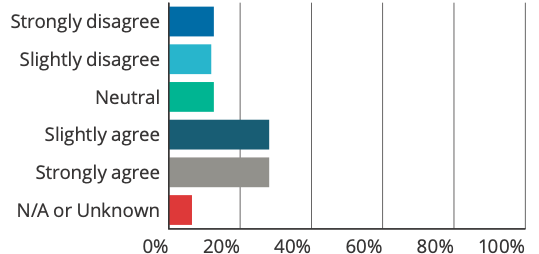 Strongly disagree
Slightly disagree
Neutral
Slightly agree
Strongly agree
N/A or Unknown
0% 20% 40% 60% 80% 100%